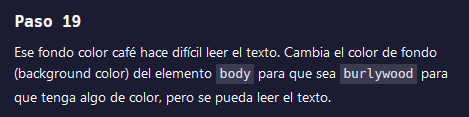 Paso 19
Ese fondo color café hace difícil leer el texto. Cambia el color de fondo
(background color) del elemento body para que sea burlywood para
que tenga algo de color, pero se pueda leer el texto.